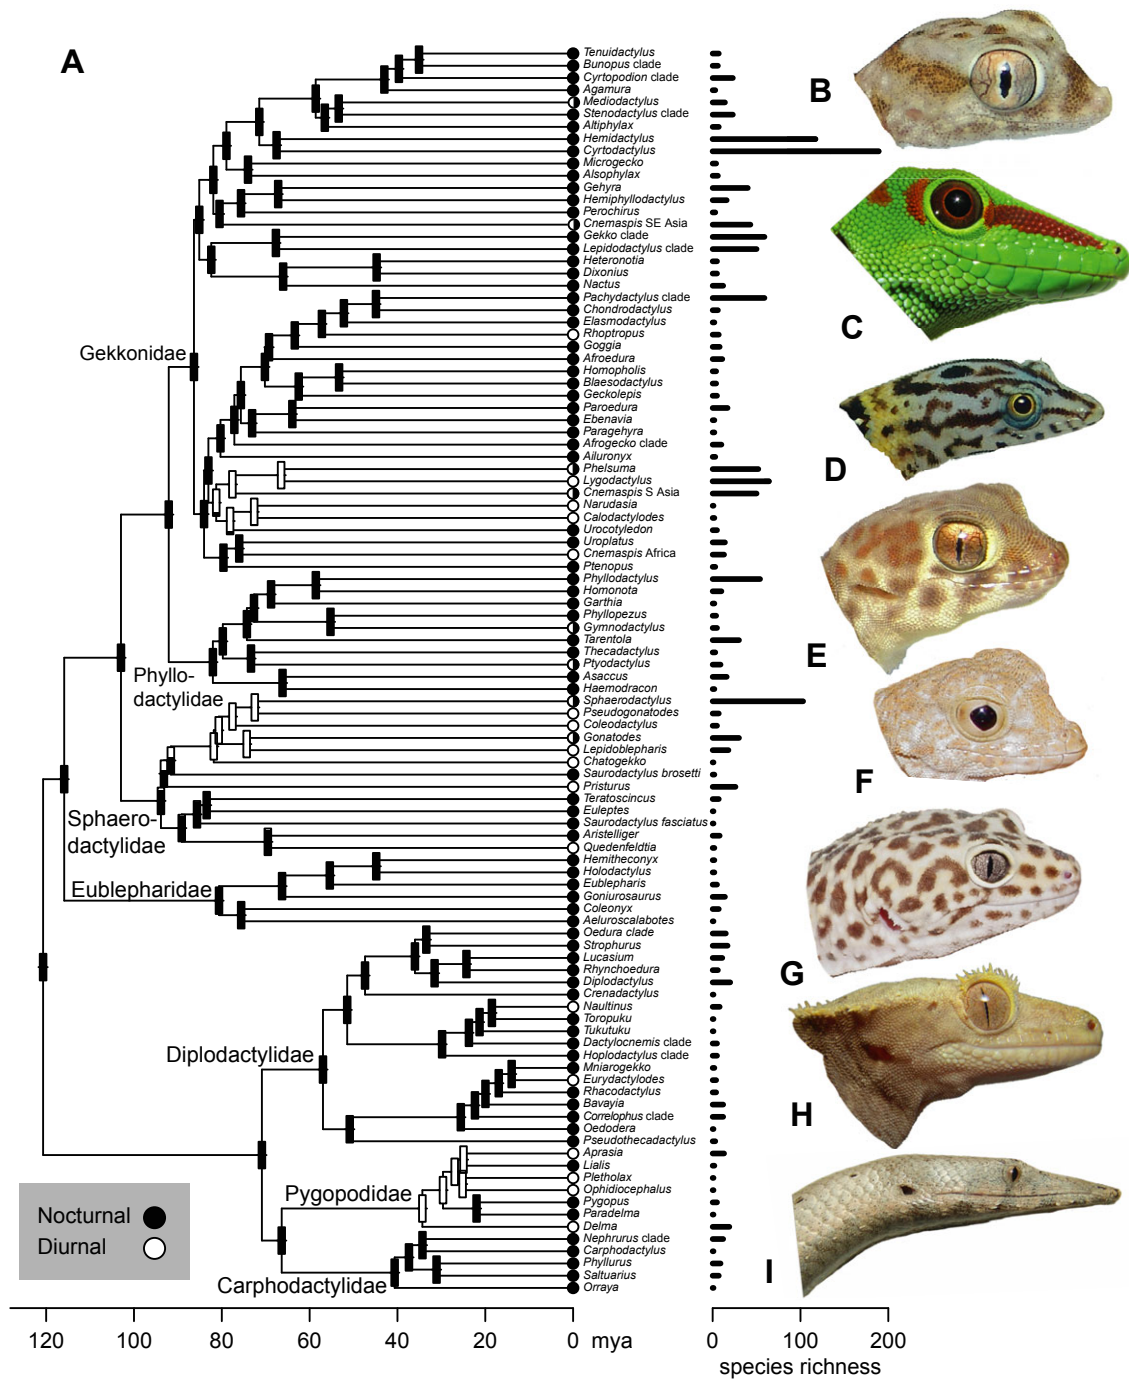 A
Tenuidactylus
Bunopus clade
Cyrtopodion clade
Agamura
Mediodactylus
Stenodactylus clade
Altiphylax
Hemidactylus
Cyrtodactylus
Microgecko
Alsophylax
Gehyra
Hemiphyllodactylus
Perochirus
Cnemaspis SE Asia
Gekko clade
Lepidodactylus clade
Heteronotia
Dixonius
Nactus
Pachydactylus clade
Chondrodactylus
Elasmodactylus
Rhoptropus
Goggia
Afroedura
Homopholis
Blaesodactylus
Geckolepis
Paroedura
Ebenavia
Paragehyra
Afrogecko clade
Ailuronyx
Phelsuma
Lygodactylus
Cnemaspis S Asia
Narudasia
Calodactylodes
Urocotyledon
Uroplatus
Cnemaspis Africa
Ptenopus
Phyllodactylus
Homonota
Garthia
Phyllopezus
Gymnodactylus
Tarentola
Thecadactylus
Ptyodactylus
Asaccus
Haemodracon
Sphaerodactylus
Pseudogonatodes
Coleodactylus
Gonatodes
Lepidoblepharis
Chatogekko
Saurodactylus brosetti
Pristurus
Teratoscincus
Euleptes
Saurodactylus fasciatus
Aristelliger
Quedenfeldtia
Hemitheconyx
Holodactylus
Eublepharis
Goniurosaurus
Coleonyx
Aeluroscalabotes
Oedura clade
Strophurus
Lucasium
Rhynchoedura
Diplodactylus
Crenadactylus
Naultinus
Toropuku
Tukutuku
Dactylocnemis clade
Hoplodactylus clade
Mniarogekko
Eurydactylodes
Rhacodactylus
Bavayia
Correlophus clade
Oedodera
Pseudothecadactylus
Aprasia
Lialis
Pletholax
Ophidiocephalus
Pygopus
Paradelma
Delma
Nephrurus clade
Carphodactylus
Phyllurus
Saltuarius
Orraya
Gekkonidae
Phyllo-
dactylidae
Sphaero-
dactylidae
Eublepharidae
Diplodactylidae
Pygopodidae
Carphodactylidae
Nocturnal
Diurnal
120 100 80 60 40 20 0 mya
0 100 200
species richness
B
C
D
E
F
G
H
I